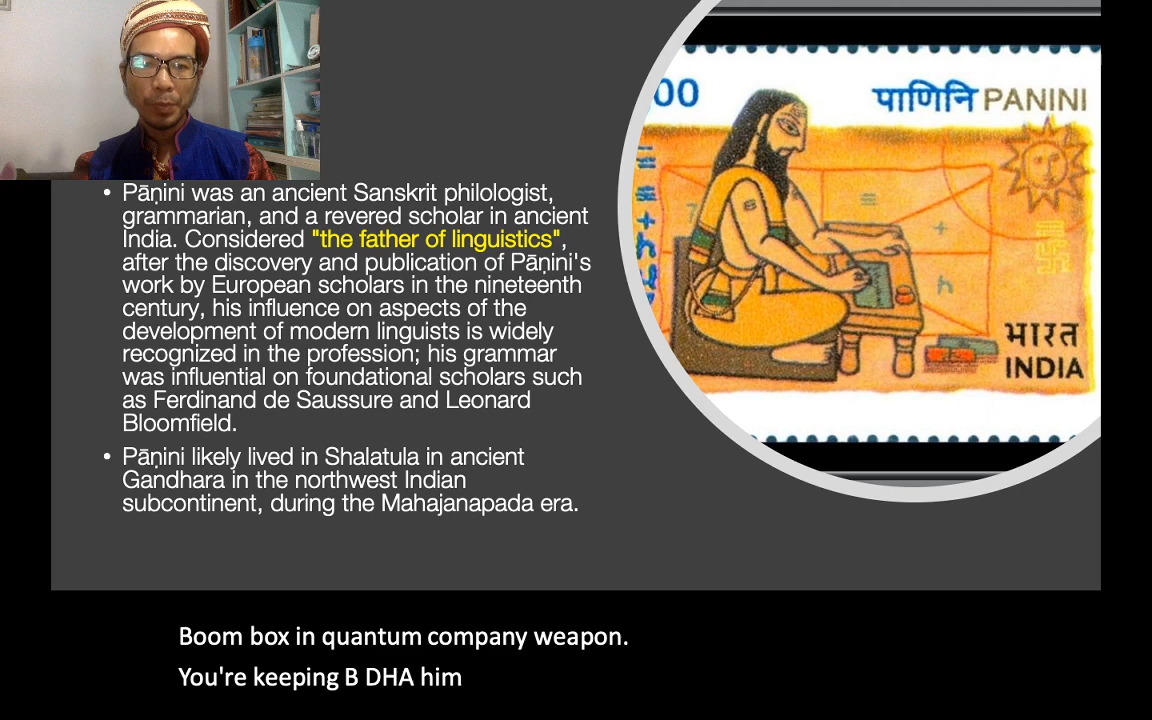 • Pāṇini was an ancient Sanskrit philologist,
grammarian, and a revered scholar in ancient
India. Considered "the father of linguistics",
after the discovery and publication of Pāṇini's
work by European scholars in the nineteenth
century, his influence on aspects of the
development of modern linguists is widely
recognized in the profession; his grammar
was influential on foundational scholars such
as Ferdinand de Saussure and Leonard
Bloomfield.
• Pāṇini likely lived in Shalatula in ancient
Gandhara in the northwest Indian
subcontinent, during the Mahajanapada era.
00
पाणिनि PANINI
भारत
INDIA
Boom box in quantum company weapon.
You're keeping B DHA him